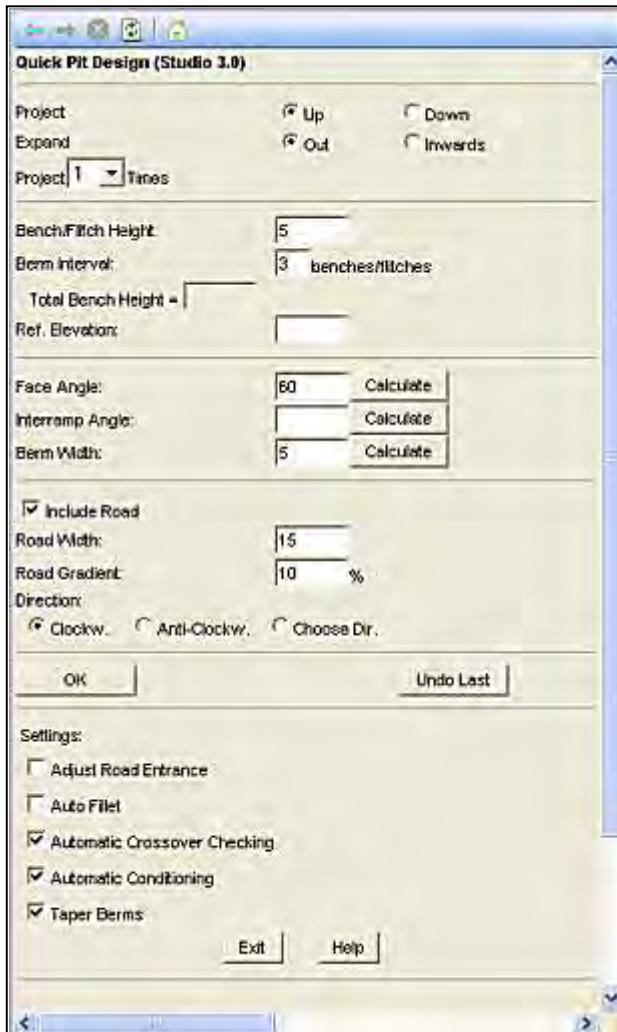 Quick Pit Design (Studio 3.0)
Project Up Down
Expand Out Inwards
Project 1 Times
Bench/Flitch Height: 5
Berm Interval: 3 benches/flitches
Total Bench Height =
Ref. Elevation:
Face Angle: 60 Calculate
Interramp Angle: Calculate
Berm Width: 5 Calculate
Include Road
Road Width: 15
Road Gradient: 10 %
Direction:
Clockw. Anti-Clockw. Choose Dir.
OK Undo Last
Settings:
Adjust Road Entrance
Auto Fillet
Automatic Crossover Checking
Automatic Conditioning
Taper Berms
Exit Help